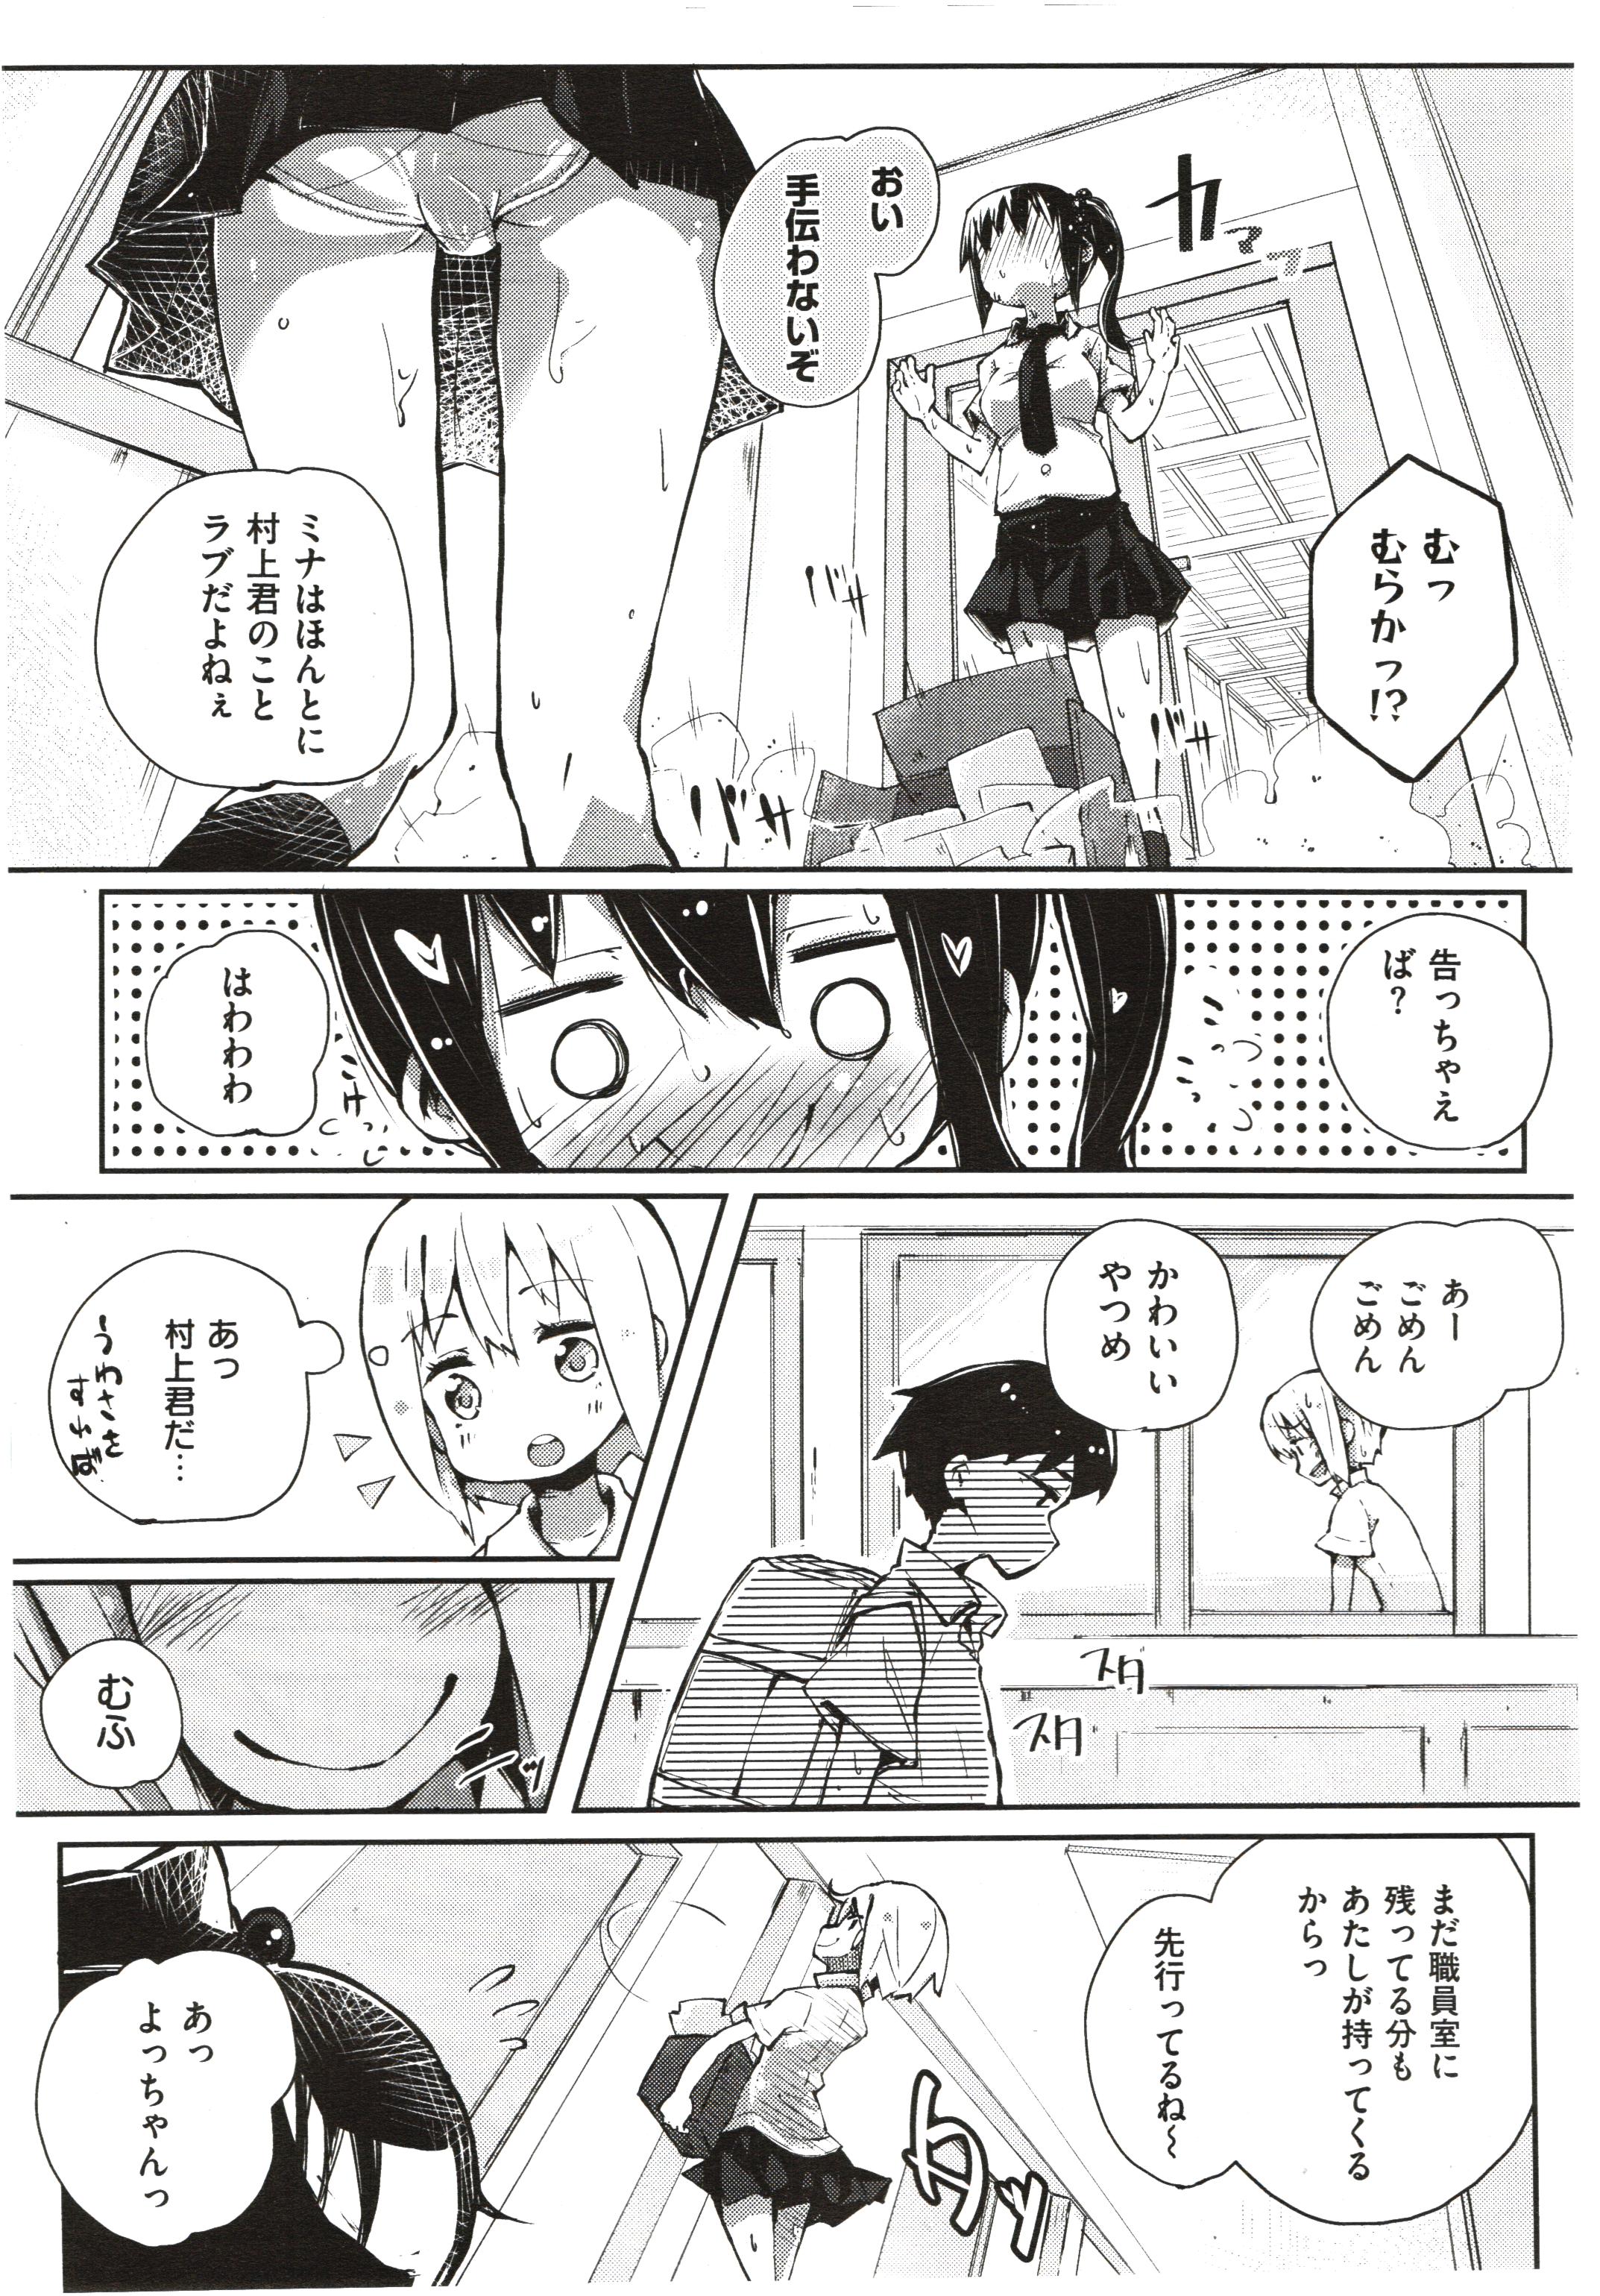 むっ
むらかっ!?
カァァァ
おい
手伝わないぞ
バサ
バサ
バサ
ミナはほんとに
村上君のこと
ラブだよねぇ
告っちゃえ
ば?
はわわわ
あー
ごめん
ごめん
かわいい
やつめ
スタ
スタ
あっ
村上君だ…
うわさを
すれば
むふ
ニッ
まだ職員室に
残ってる分も
あたしが持ってくる
からっ
先行ってるね〜
あっ
よっちゃんっ